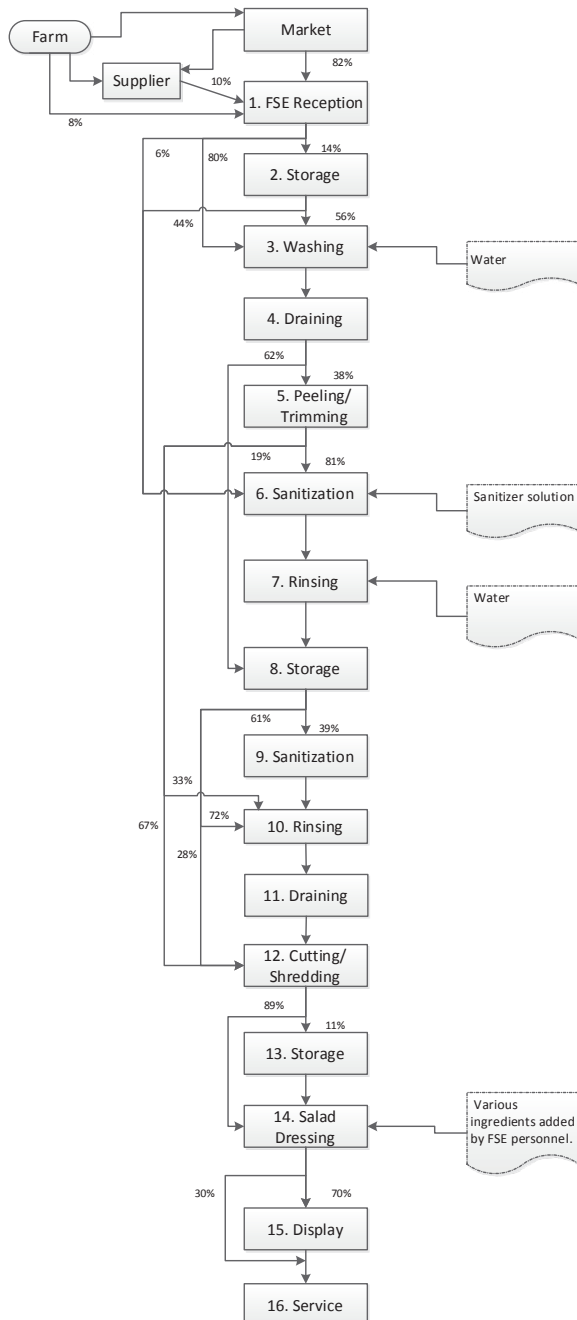 Farm
Market
82%
Supplier
10%
8%
1. FSE Reception
6%
80%
14%
2. Storage
44%
56%
3. Washing
Water
4. Draining
62%
38%
5. Peeling/
Trimming
19%
81%
6. Sanitization
Sanitizer solution
7. Rinsing
Water
8. Storage
61%
39%
9. Sanitization
33%
67%
72%
10. Rinsing
28%
11. Draining
12. Cutting/
Shredding
89%
11%
13. Storage
14. Salad
Dressing
Various
ingredients added
by FSE personnel.
30%
70%
15. Display
16. Service